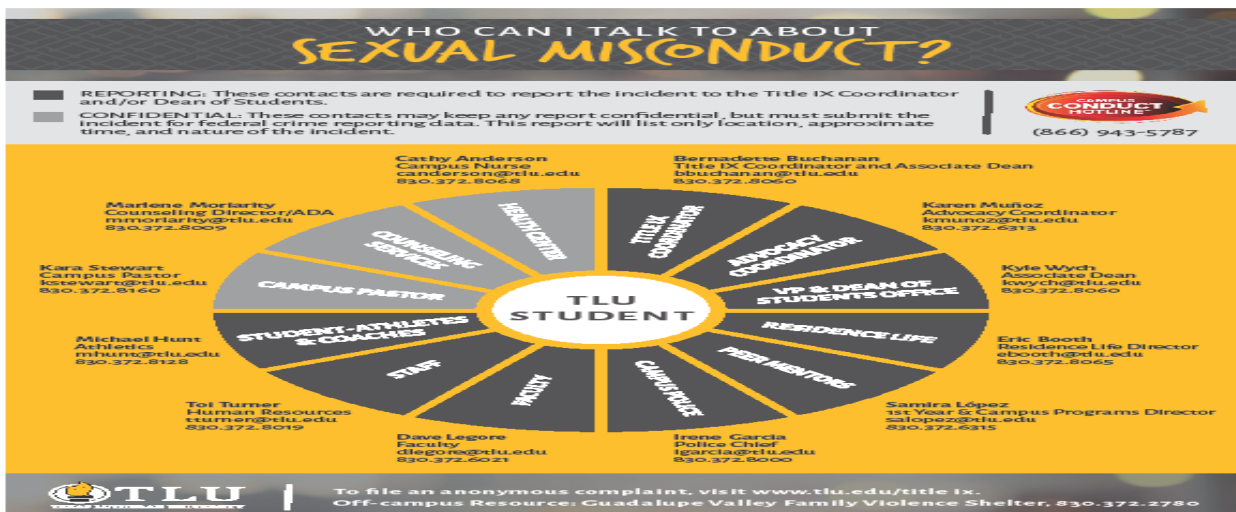 WHO CAN I TALK TO ABOUT
SEXUAL MISCONDUCT?
REPORTING: These contacts are required to report the incident to the Title IX Coordinator
and/or Dean of Students.
CONFIDENTIAL: These contacts may keep any report confidential, but must submit the
incident for federal crime reporting data. This report will list only location, approximate
time, and nature of the incident.
CAMPUS
CONDUCT
HOTLINE
(866) 943-5787
Cathy Anderson
Campus Nurse
canderson@tlu.edu
830.372.8068
Bernadette Buchanan
Title IX Coordinator and Associate Dean
bbuchanan@tlu.edu
830.372.8060
Marlene Moriarity
Counseling Director/ADA
mmoriarity@tlu.edu
830.372.8009
Karen Muñoz
Advocacy Coordinator
kmunoz@tlu.edu
830.372.6313
Kara Stewart
Campus Pastor
kstewart@tlu.edu
830.372.8160
Kyle Wych
Associate Dean
kwych@tlu.edu
830.372.8060
Michael Hunt
Athletics
mhunt@tlu.edu
830.372.8128
Eric Booth
Residence Life Director
ebooth@tlu.edu
830.372.8065
Toi Turner
Human Resources
tturner@tlu.edu
830.372.8019
Samira López
1st Year & Campus Programs Director
salopez@tlu.edu
830.372.6315
Dave Legore
Faculty
dlegore@tlu.edu
830.372.6021
Irene Garcia
Police Chief
igarcia@tlu.edu
830.372.8000
HEALTH CENTER
TITLE IX
COORDINATOR
COUNSELING
SERVICES
ADVOCACY
COORDINATOR
CAMPUS PASTOR
VP & DEAN OF
STUDENTS OFFICE
TLU
STUDENT
STUDENT-ATHLETES
& COACHES
RESIDENCE LIFE
STAFF
PEER MENTORS
FACULTY
CAMPUS POLICE
TLU
To file an anonymous complaint, visit www.tlu.edu/title ix.
Off-campus Resource: Guadalupe Valley Family Violence Shelter, 830.372.2780